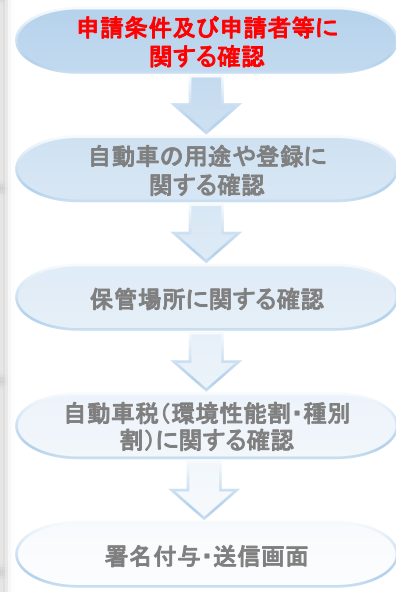 申請条件及び申請者等に
関する確認
自動車の用途や登録に
関する確認
保管場所に関する確認
自動車税（環境性能割・種別
割）に関する確認
署名付与・送信画面